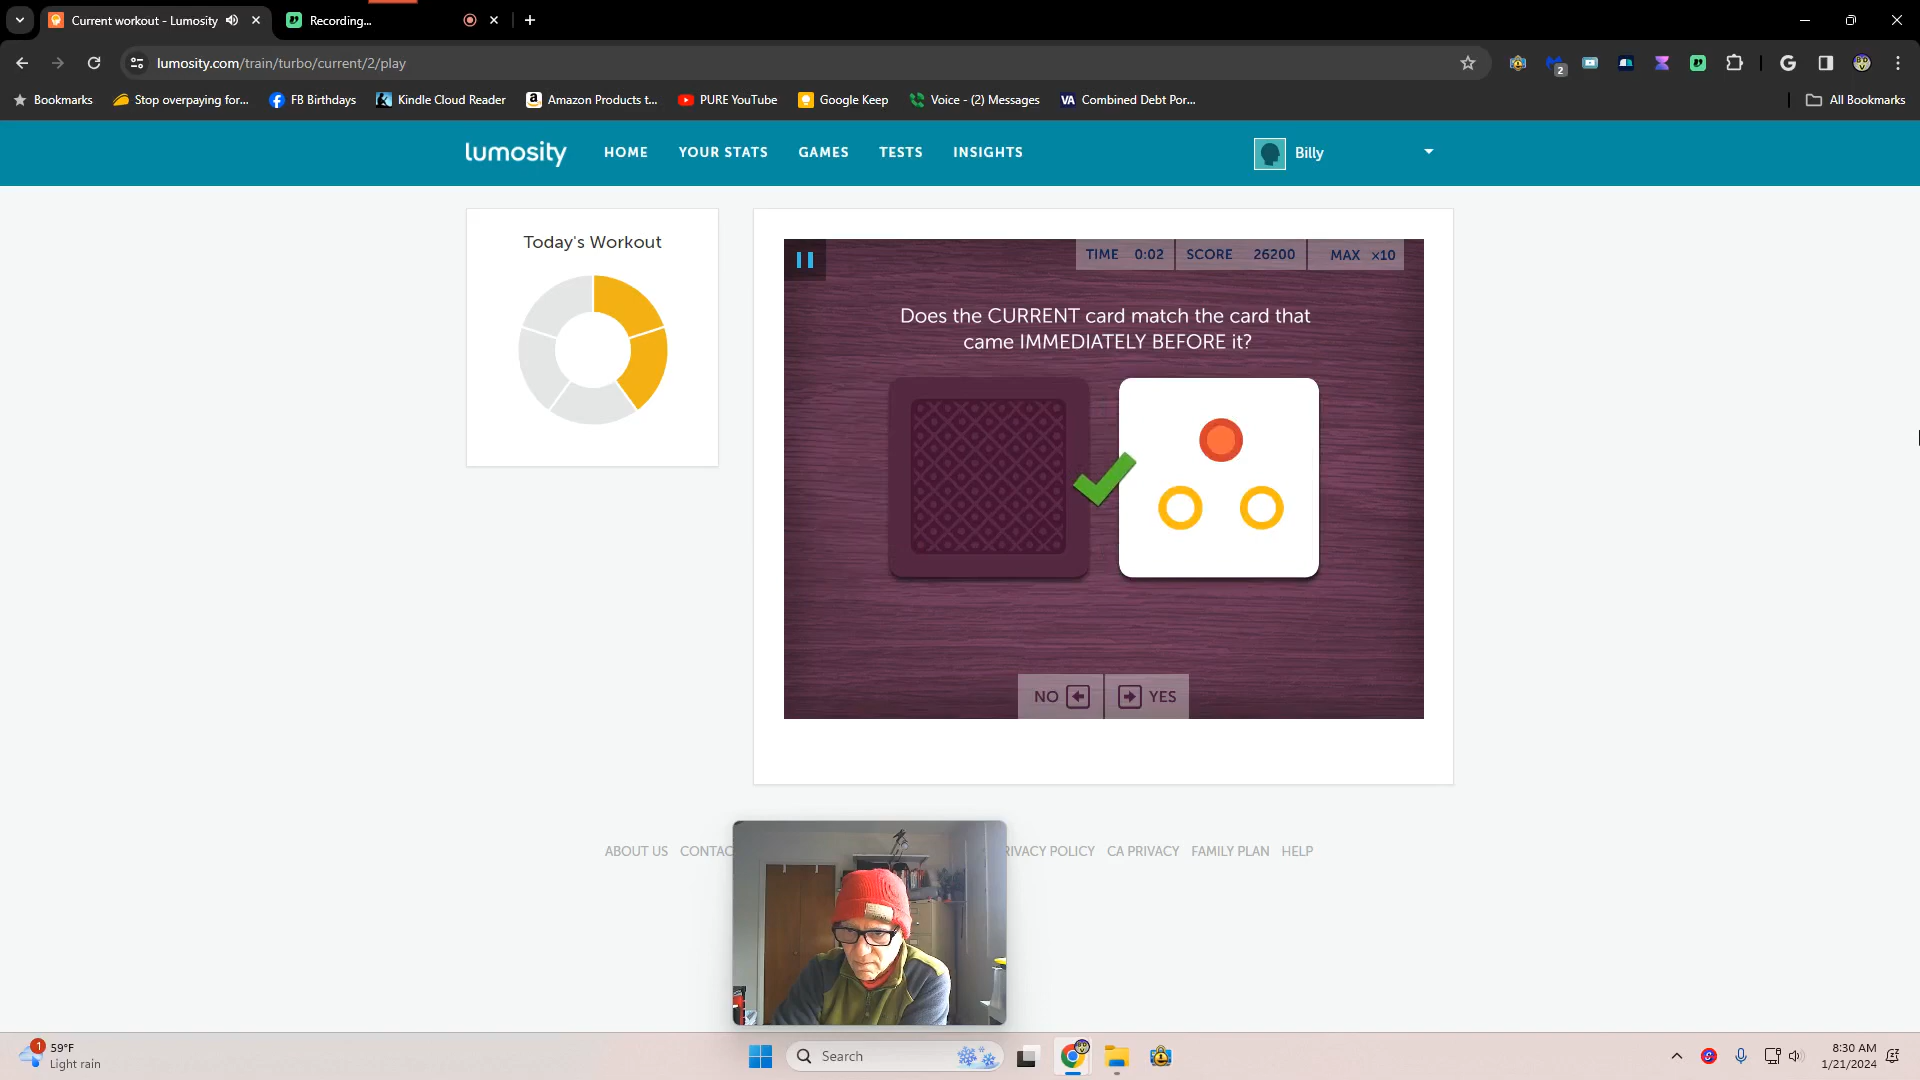 Current workout - Lumosity
Recording...
lumosity.com/train/turbo/current/2/play
2
Bookmarks
Stop overpaying for...
FB Birthdays
Kindle Cloud Reader
Amazon Products t...
PURE YouTube
Google Keep
Voice - (2) Messages
VA
Combined Debt Por...
All Bookmarks
lumosity
HOME
YOUR STATS
GAMES
TESTS
INSIGHTS
Billy
Today's Workout
TIME 0:02
SCORE 26200
MAX x10
Does the CURRENT card match the card that
came IMMEDIATELY BEFORE it?
NO
YES
ABOUT US
CONTAC
RIVACY POLICY
CA PRIVACY
FAMILY PLAN
HELP
1
59°F
Light rain
Search
8:30 AM
1/21/2024